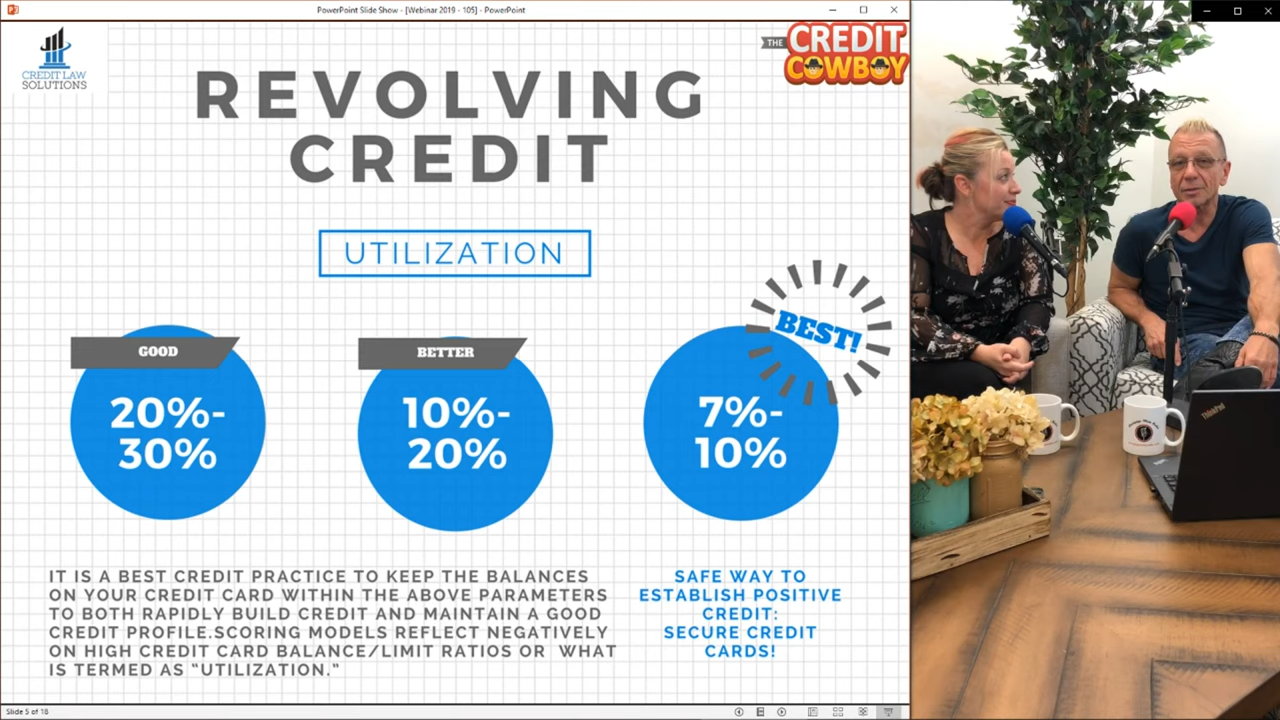 PowerPoint Slide Show - [Webinar 2019 - 105] - PowerPoint
CREDIT LAW
SOLUTIONS
THE CREDIT
COWBOY
REVOLVING
CREDIT
UTILIZATION
GOOD
20%-
30%
BETTER
10%-
20%
BEST!
7%-
10%
IT IS A BEST CREDIT PRACTICE TO KEEP THE BALANCES
ON YOUR CREDIT CARD WITHIN THE ABOVE PARAMETERS
TO BOTH RAPIDLY BUILD CREDIT AND MAINTAIN A GOOD
CREDIT PROFILE.SCORING MODELS REFLECT NEGATIVELY
ON HIGH CREDIT CARD BALANCE/LIMIT RATIOS OR WHAT
IS TERMED AS “UTILIZATION.”
SAFE WAY TO
ESTABLISH POSITIVE
CREDIT:
SECURE CREDIT
CARDS!
Slide 5 of 18
ThinkPad